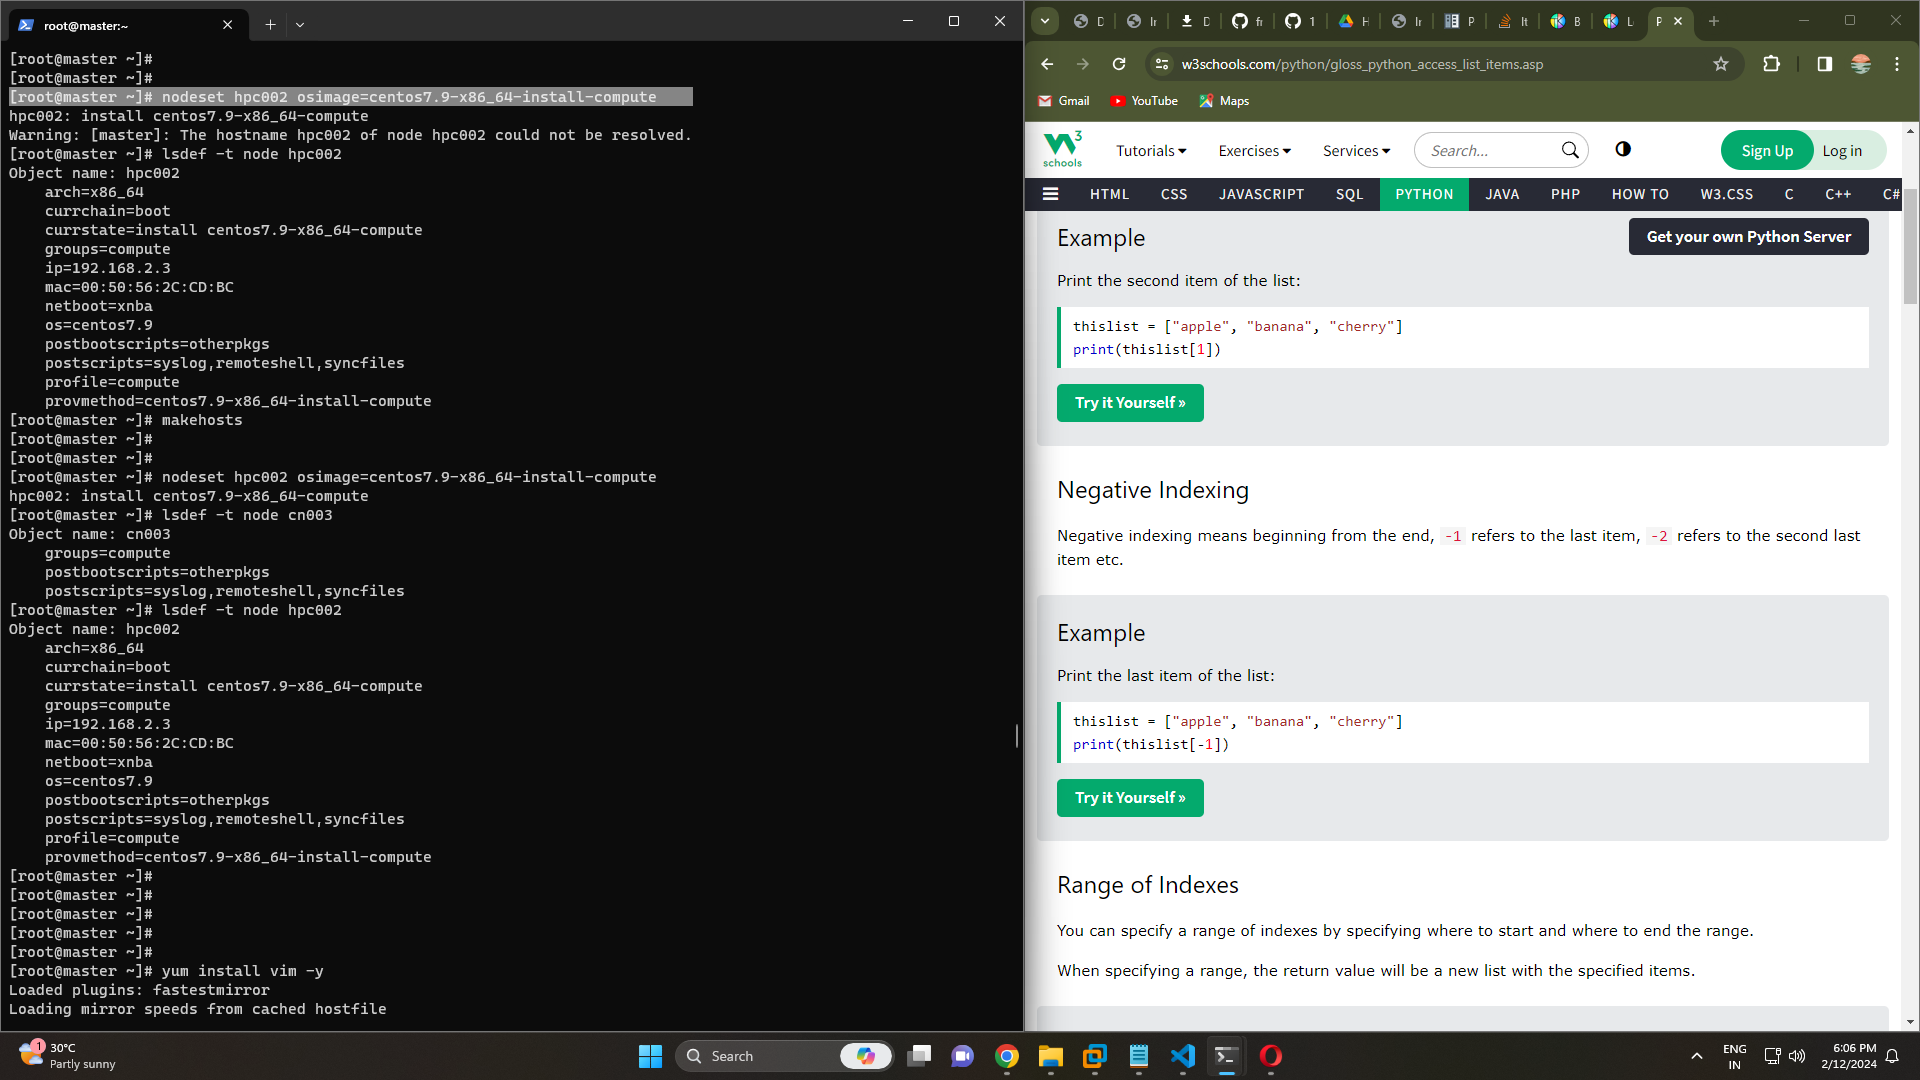 root@master:~
[root@master ~]#
[root@master ~]#
[root@master ~]# nodeset hpc002 osimage=centos7.9-x86_64-install-compute
hpc002: install centos7.9-x86_64-compute
Warning: [master]: The hostname hpc002 of node hpc002 could not be resolved.
[root@master ~]# lsdef -t node hpc002
Object name: hpc002
arch=x86_64
currchain=boot
currstate=install centos7.9-x86_64-compute
groups=compute
ip=192.168.2.3
mac=00:50:56:2C:CD:BC
netboot=xnba
os=centos7.9
postbootscripts=otherpkgs
postscripts=syslog,remoteshell,syncfiles
profile=compute
provmethod=centos7.9-x86_64-install-compute
[root@master ~]# makehosts
[root@master ~]#
[root@master ~]#
[root@master ~]# nodeset hpc002 osimage=centos7.9-x86_64-install-compute
hpc002: install centos7.9-x86_64-compute
[root@master ~]# lsdef -t node cn003
Object name: cn003
groups=compute
postbootscripts=otherpkgs
postscripts=syslog,remoteshell,syncfiles
[root@master ~]# lsdef -t node hpc002
Object name: hpc002
arch=x86_64
currchain=boot
currstate=install centos7.9-x86_64-compute
groups=compute
ip=192.168.2.3
mac=00:50:56:2C:CD:BC
netboot=xnba
os=centos7.9
postbootscripts=otherpkgs
postscripts=syslog,remoteshell,syncfiles
profile=compute
provmethod=centos7.9-x86_64-install-compute
[root@master ~]#
[root@master ~]#
[root@master ~]#
[root@master ~]#
[root@master ~]#
[root@master ~]# yum install vim -y
Loaded plugins: fastestmirror
Loading mirror speeds from cached hostfile
w3schools.com/python/gloss_python_access_list_items.asp
Gmail YouTube Maps
W3 schools
Tutorials Exercises Services Search... Sign Up Log in
HTML CSS JAVASCRIPT SQL PYTHON JAVA PHP HOW TO W3.CSS C C++ C#
Example
Get your own Python Server
Print the second item of the list:
thislist = ["apple", "banana", "cherry"]
print(thislist[1])
Try it Yourself »
Negative Indexing
Negative indexing means beginning from the end, -1 refers to the last item, -2 refers to the second last
item etc.
Example
Print the last item of the list:
thislist = ["apple", "banana", "cherry"]
print(thislist[-1])
Try it Yourself »
Range of Indexes
You can specify a range of indexes by specifying where to start and where to end the range.
When specifying a range, the return value will be a new list with the specified items.
1
30°C
Partly sunny
Search
ENG
IN
6:06 PM
2/12/2024